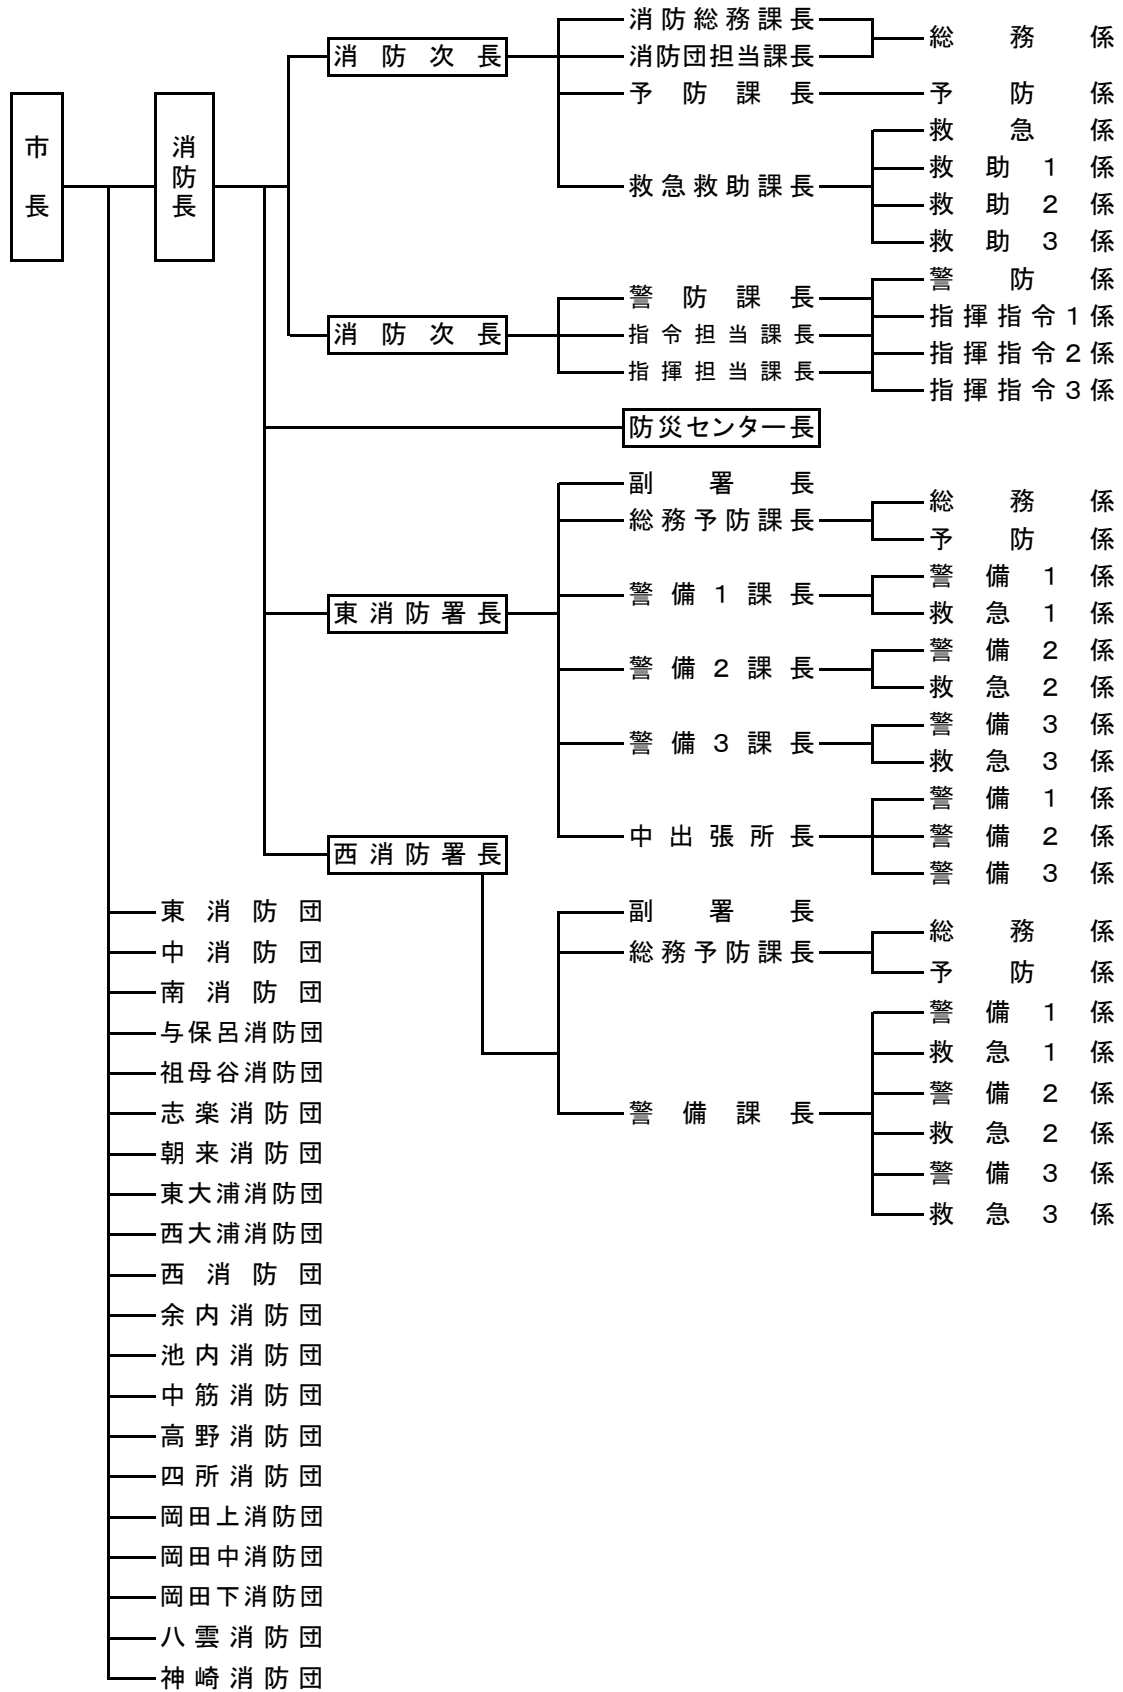 市長
消防長
消防次長
消防総務課長
消防団担当課長
総務係
予防課長
予防係
救急救助課長
救急係
救助1係
救助2係
救助3係
消防次長
警防課長
指令担当課長
指揮担当課長
警防係
指揮指令1係
指揮指令2係
指揮指令3係
防災センター長
東消防署長
副署長
総務予防課長
総務係
予防係
警備1課長
警備1係
救急1係
警備2課長
警備2係
救急2係
警備3課長
警備3係
救急3係
中出張所長
警備1係
警備2係
警備3係
西消防署長
副署長
総務予防課長
総務係
予防係
警備課長
警備1係
救急1係
警備2係
救急2係
警備3係
救急3係
東消防団
中消防団
南消防団
与保呂消防団
祖母谷消防団
志楽消防団
朝来消防団
東大浦消防団
西大浦消防団
西消防団
余内消防団
池内消防団
中筋消防団
高野消防団
四所消防団
岡田上消防団
岡田中消防団
岡田下消防団
八雲消防団
神崎消防団